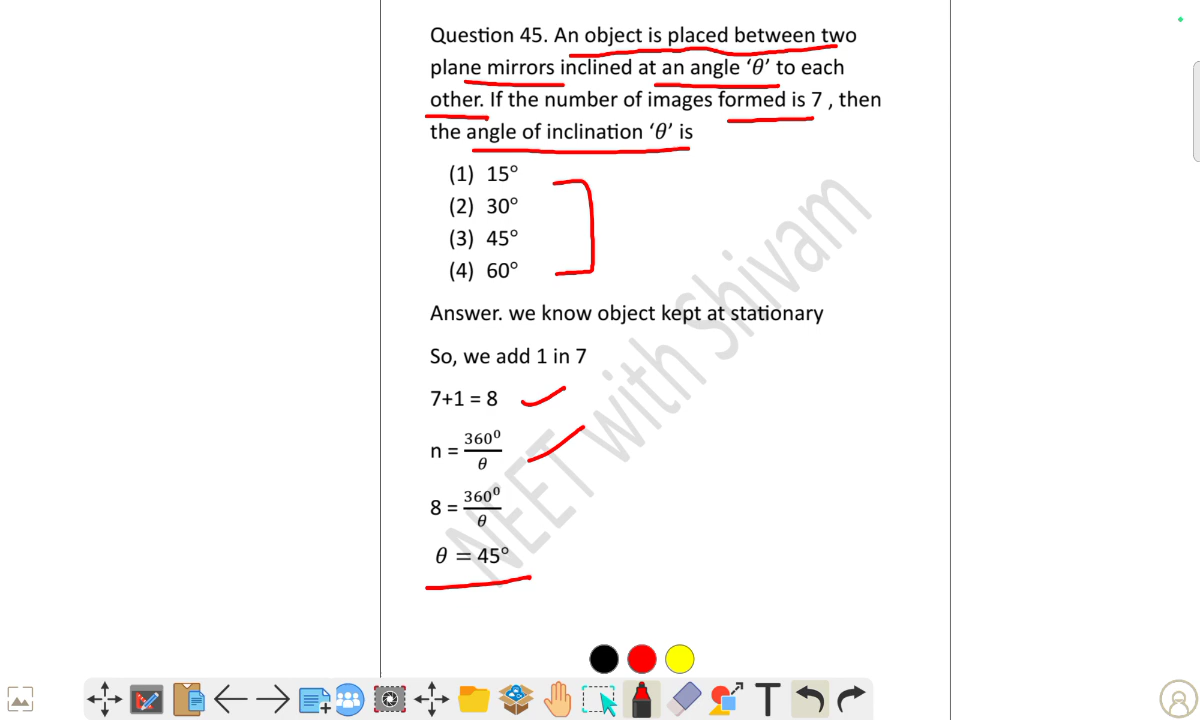 Question 45. An object is placed between two
plane mirrors inclined at an angle ‘θ’ to each
other. If the number of images formed is 7 , then
the angle of inclination ‘θ’ is
(1) 15°
(2) 30°
(3) 45°
(4) 60°
Answer. we know object kept at stationary
So, we add 1 in 7
7+1 = 8
n = 360⁰/θ
8 = 360⁰/θ
θ = 45°
NEET with Shivam
T